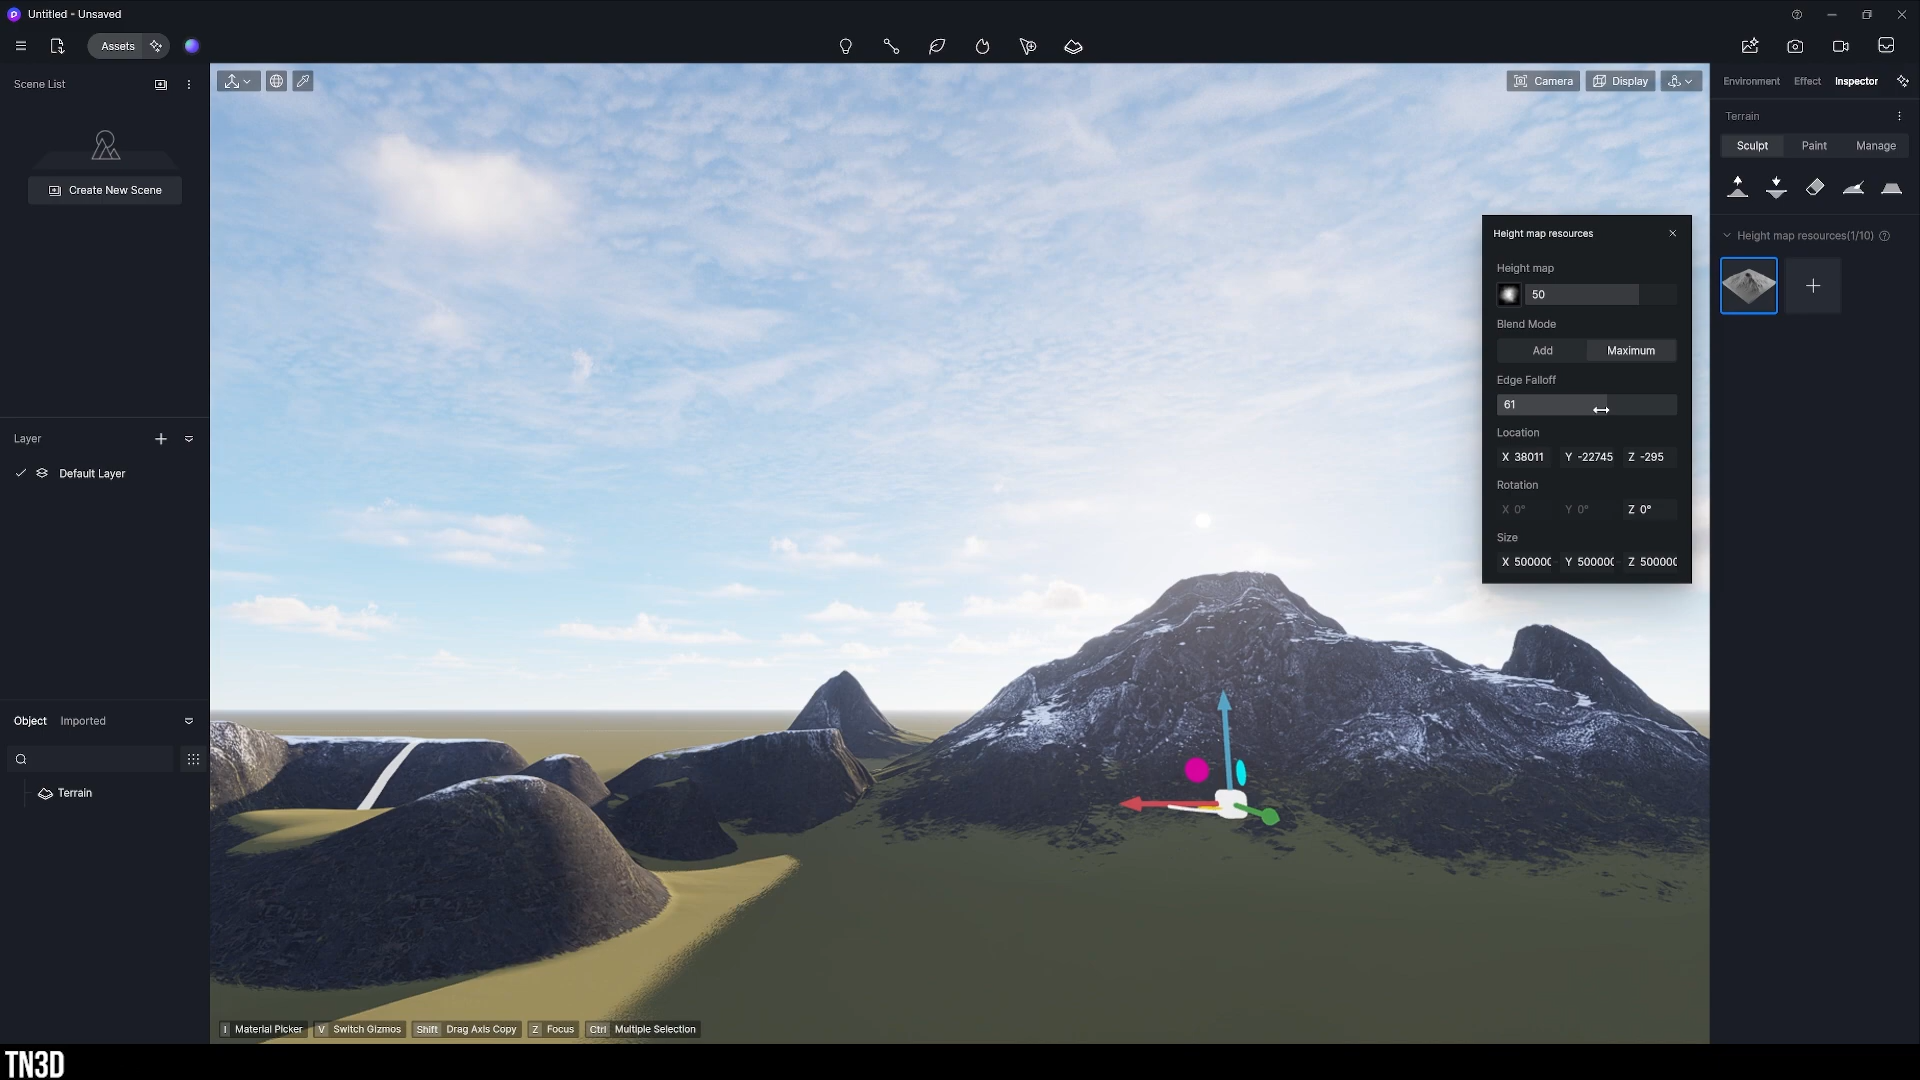 Untitled - Unsaved
Assets
Scene List
Camera
Display
Environment
Effect
Inspector
Terrain
Sculpt
Paint
Manage
Create New Scene
Height map resources
Height map resources(1/10)
Height map
50
Blend Mode
Add
Maximum
Edge Falloff
61
Location
X 38011
Y -22745
Z -295
Rotation
X 0°
Y 0°
Z 0°
Size
X 50000
Y 50000
Z 50000
Layer
Default Layer
Object
Imported
Terrain
I Material Picker
V Switch Gizmos
Shift Drag Axis Copy
Z Focus
Ctrl Multiple Selection
TN3D